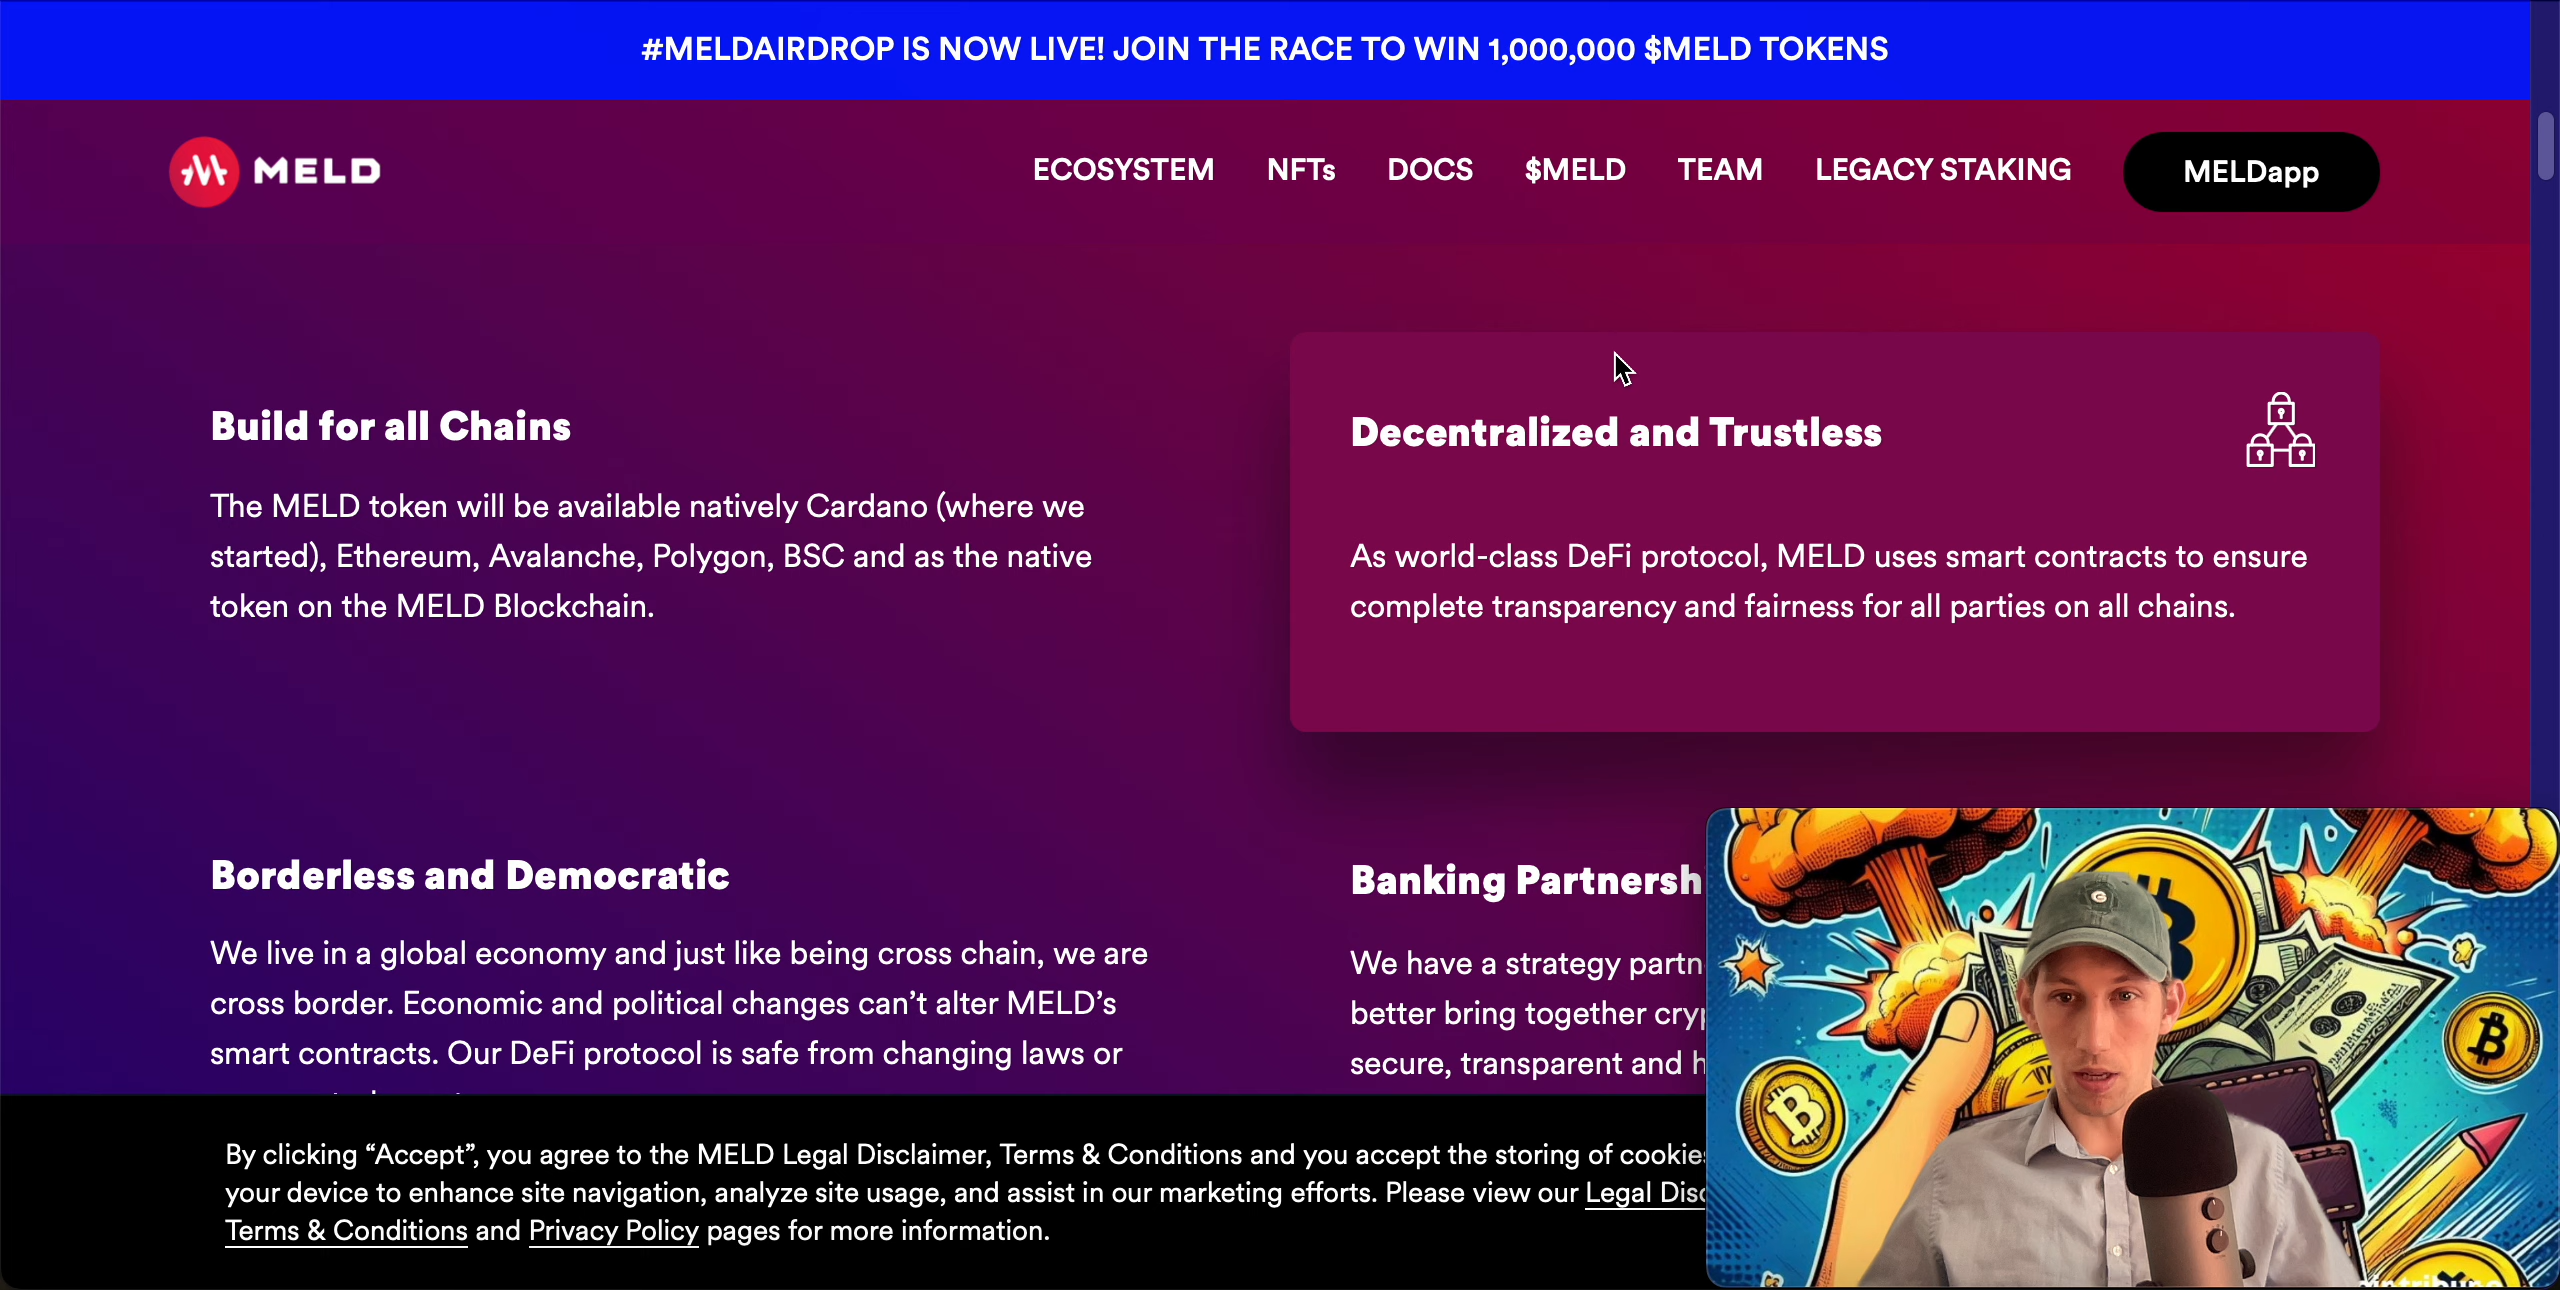 #MELDAIRDROP IS NOW LIVE! JOIN THE RACE TO WIN 1,000,000 $MELD TOKENS
MELD
ECOSYSTEM NFTs DOCS $MELD TEAM LEGACY STAKING MELDapp
Build for all Chains
The MELD token will be available natively Cardano (where we
started), Ethereum, Avalanche, Polygon, BSC and as the native
token on the MELD Blockchain.
Decentralized and Trustless
As world-class DeFi protocol, MELD uses smart contracts to ensure
complete transparency and fairness for all parties on all chains.
Borderless and Democratic
We live in a global economy and just like being cross chain, we are
cross border. Economic and political changes can’t alter MELD’s
smart contracts. Our DeFi protocol is safe from changing laws or
Banking
We have a strategy
better bring together
secure, transparent and
By clicking “Accept”, you agree to the MELD Legal Disclaimer, Terms & Conditions and you accept the storing of
your device to enhance site navigation, analyze site usage, and assist in our marketing efforts. Please view our Legal
Terms & Conditions and Privacy Policy pages for more information.